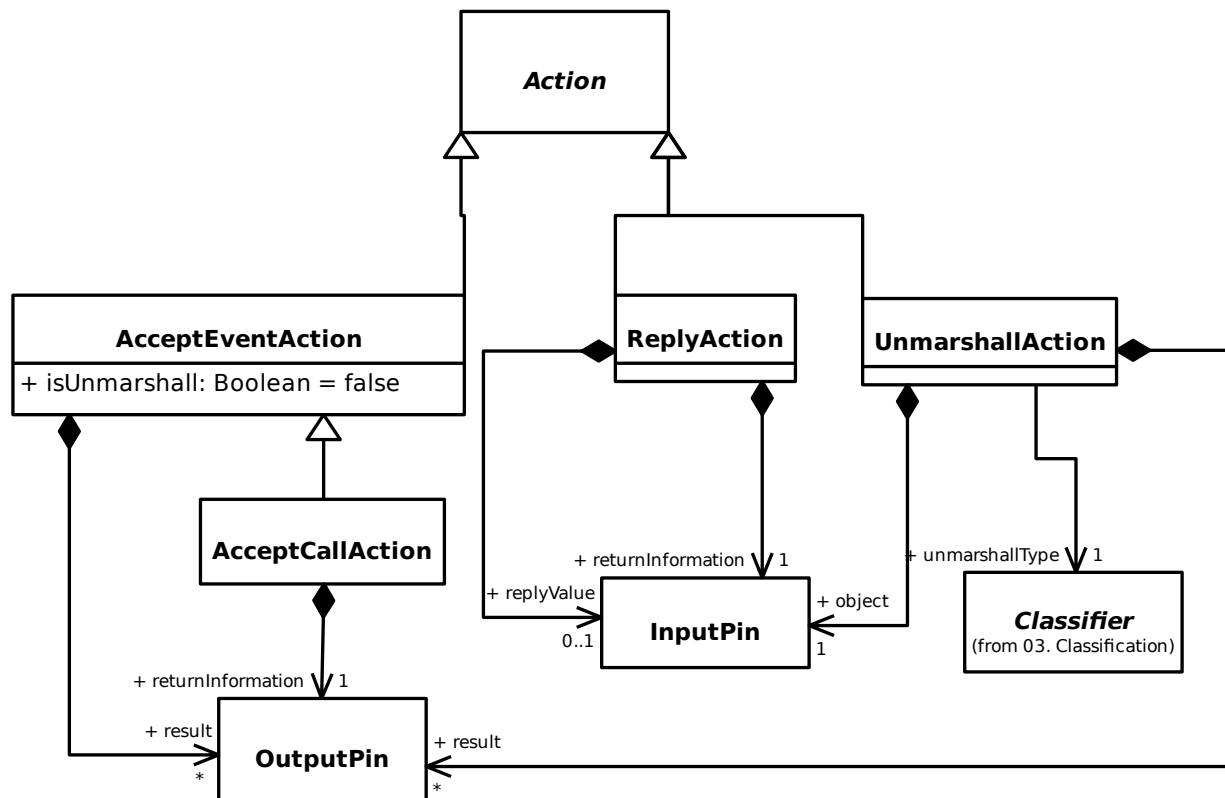 Action
AcceptEventAction
+ isUnmarshall: Boolean = false
ReplyAction
UnmarshallAction
AcceptCallAction
+ returnInformation
1
+ unmarshallType
1
+ replyValue
0..1
InputPin
+ object
1
Classifier
(from 03. Classification)
+ returnInformation
1
+ result
*
OutputPin
+ result
*